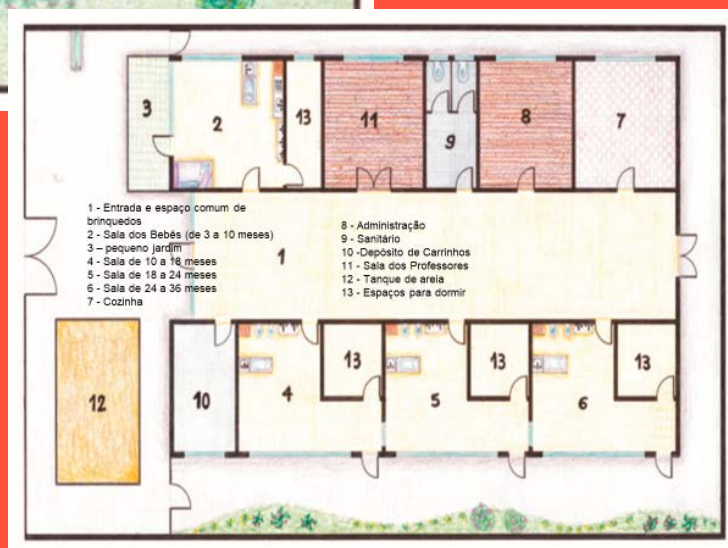 3
2
13
11
9
8
7
1 - Entrada e espaço comum de
brinquedos
2 - Sala dos Bebês (de 3 a 10 meses)
3 – pequeno jardim
4 - Sala de 10 a 18 meses
5 - Sala de 18 a 24 meses
6 - Sala de 24 a 36 meses
7 - Cozinha
1
8 - Administração
9 - Sanitário
10 -Depósito de Carrinhos
11 - Sala dos Professores
12 - Tanque de areia
13 - Espaços para dormir
12
10
4
13
5
13
6
13